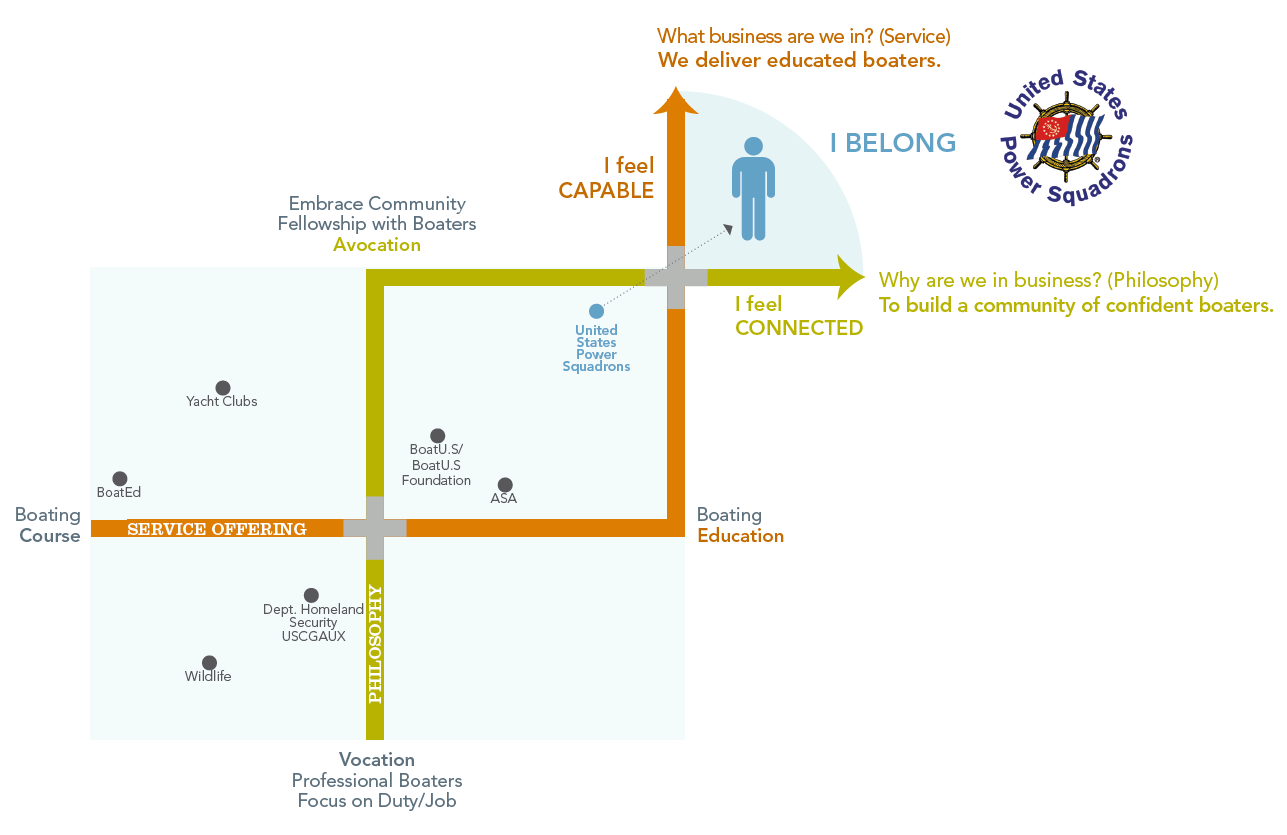 What business are we in? (Service)
We deliver educated boaters.
United States
Power Squadrons
®
I BELONG
I feel
CAPABLE
Embrace Community
Fellowship with Boaters
Avocation
Why are we in business? (Philosophy)
To build a community of confident boaters.
I feel
CONNECTED
United
States
Power
Squadrons
Yacht Clubs
BoatU.S/
BoatU.S
Foundation
BoatEd
ASA
Boating
Course
SERVICE OFFERING
Boating
Education
Dept. Homeland
Security
USCGAUX
PHILOSOPHY
Wildlife
Vocation
Professional Boaters
Focus on Duty/Job